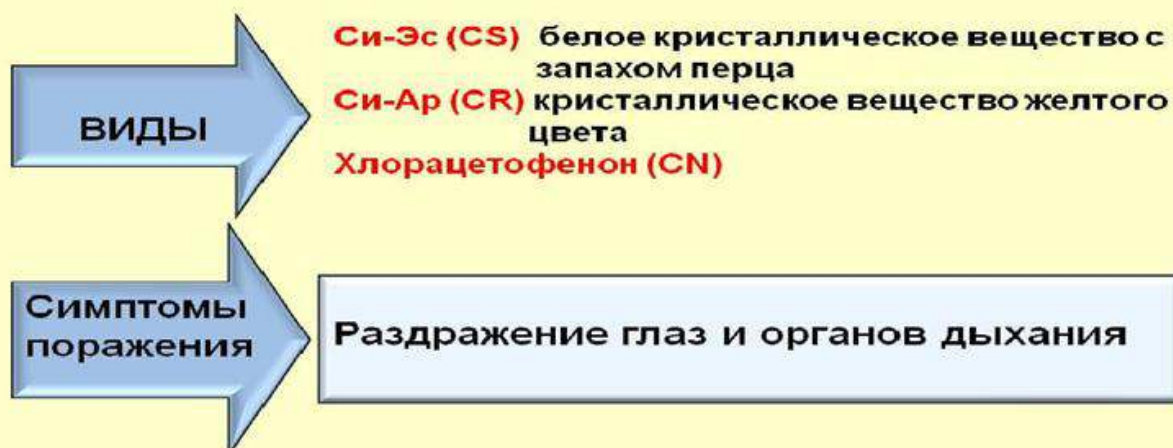 ВИДЫ
Си-Эс (CS) белое кристаллическое вещество с
запахом перца
Си-Ар (CR) кристаллическое вещество желтого
цвета
Хлорацетофенон (CN)
Симптомы
поражения
Раздражение глаз и органов дыхания